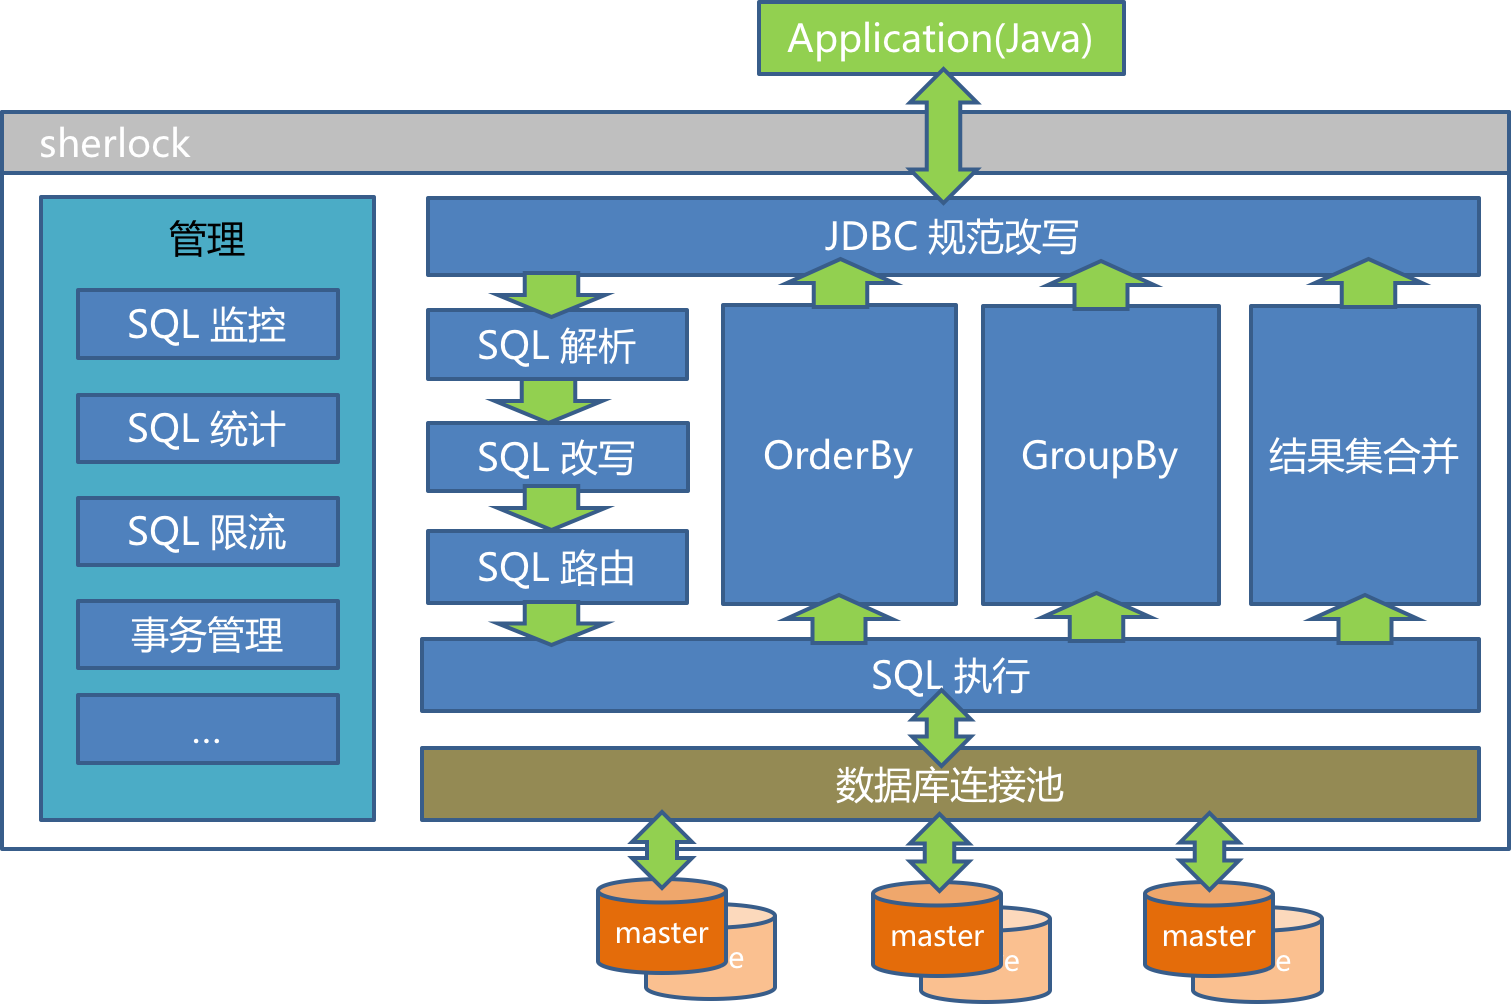 Application(Java)
sherlock
管理
SQL 监控
SQL 统计
SQL 限流
事务管理
...
JDBC 规范改写
SQL 解析
SQL 改写
SQL 路由
OrderBy
GroupBy
结果集合并
SQL 执行
数据库连接池
master
master
master